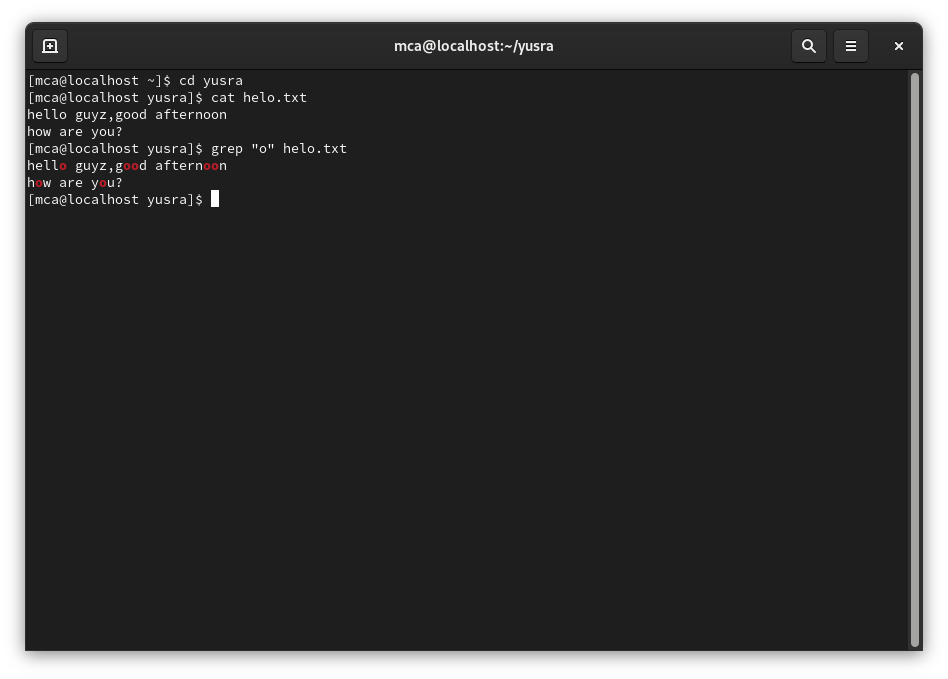 mca@localhost:~/yusra
[mca@localhost ~]$ cd yusra
[mca@localhost yusra]$ cat helo.txt
hello guyz,good afternoon
how are you?
[mca@localhost yusra]$ grep "o" helo.txt
hello guyz,good afternoon
how are you?
[mca@localhost yusra]$